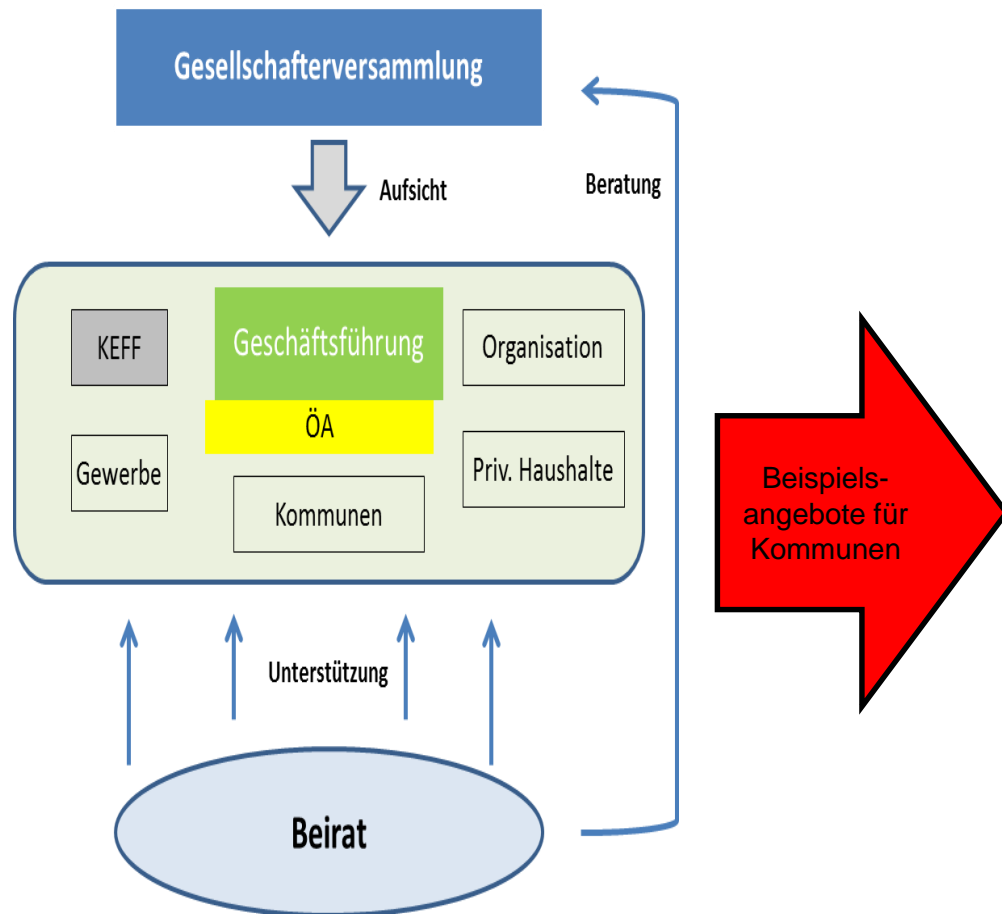 Gesellschafterversammlung
Aufsicht
Beratung
KEFF
Geschäftsführung
Organisation
ÖA
Gewerbe
Priv. Haushalte
Kommunen
Beispiels-
angebote für
Kommunen
Unterstützung
Beirat